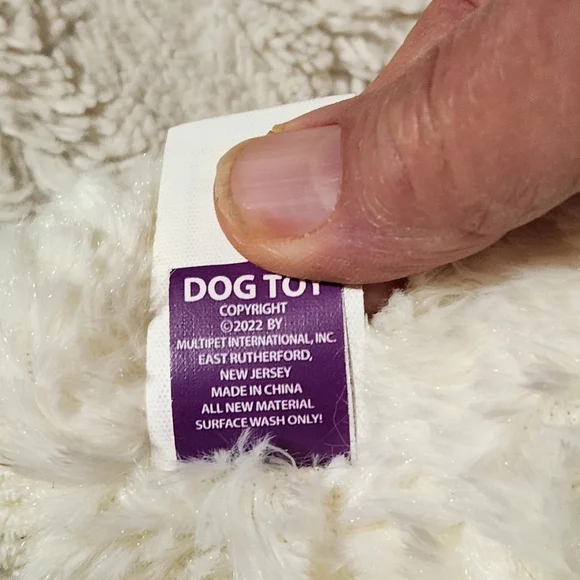 DOG TOY
COPYRIGHT
©2022 BY
MULTIPET INTERNATIONAL, INC.
EAST RUTHERFORD,
NEW JERSEY
MADE IN CHINA
ALL NEW MATERIAL
SURFACE WASH ONLY!